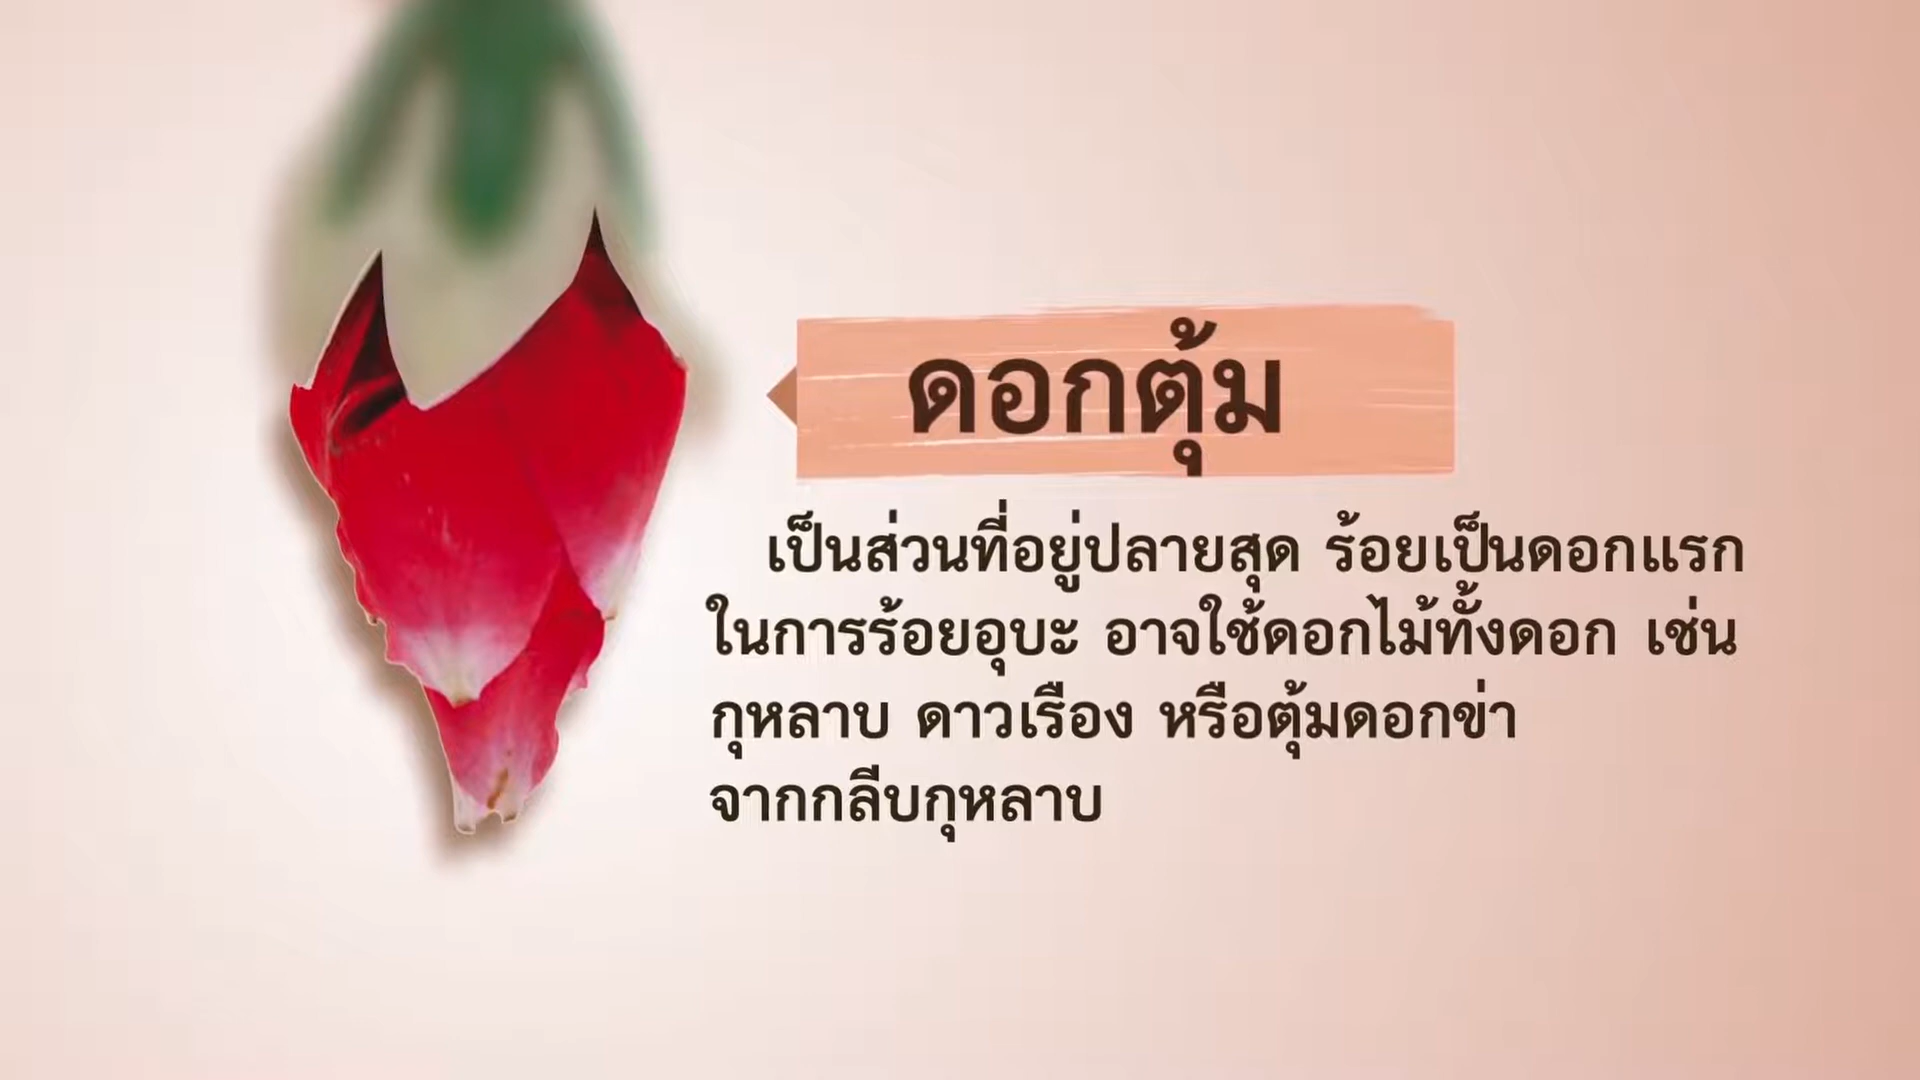 ดอกตุ้ม
เป็นส่วนที่อยู่ปลายสุด ร้อยเป็นดอกแรก
ในการร้อยอุบะ อาจใช้ดอกไม้ทั้งดอก เช่น
กุหลาบ ดาวเรือง หรือตุ้มดอกข่า
จากกลีบกุหลาบ